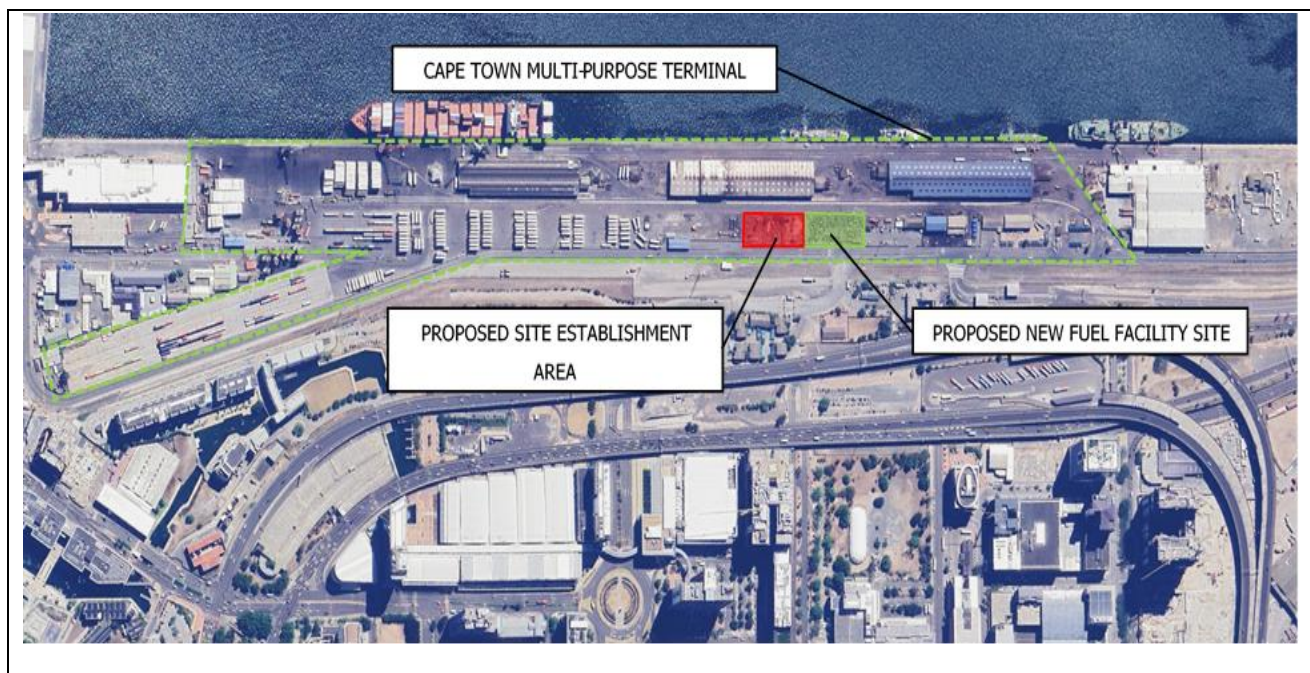 CAPE TOWN MULTI-PURPOSE TERMINAL
PROPOSED SITE ESTABLISHMENT
AREA
PROPOSED NEW FUEL FACILITY SITE